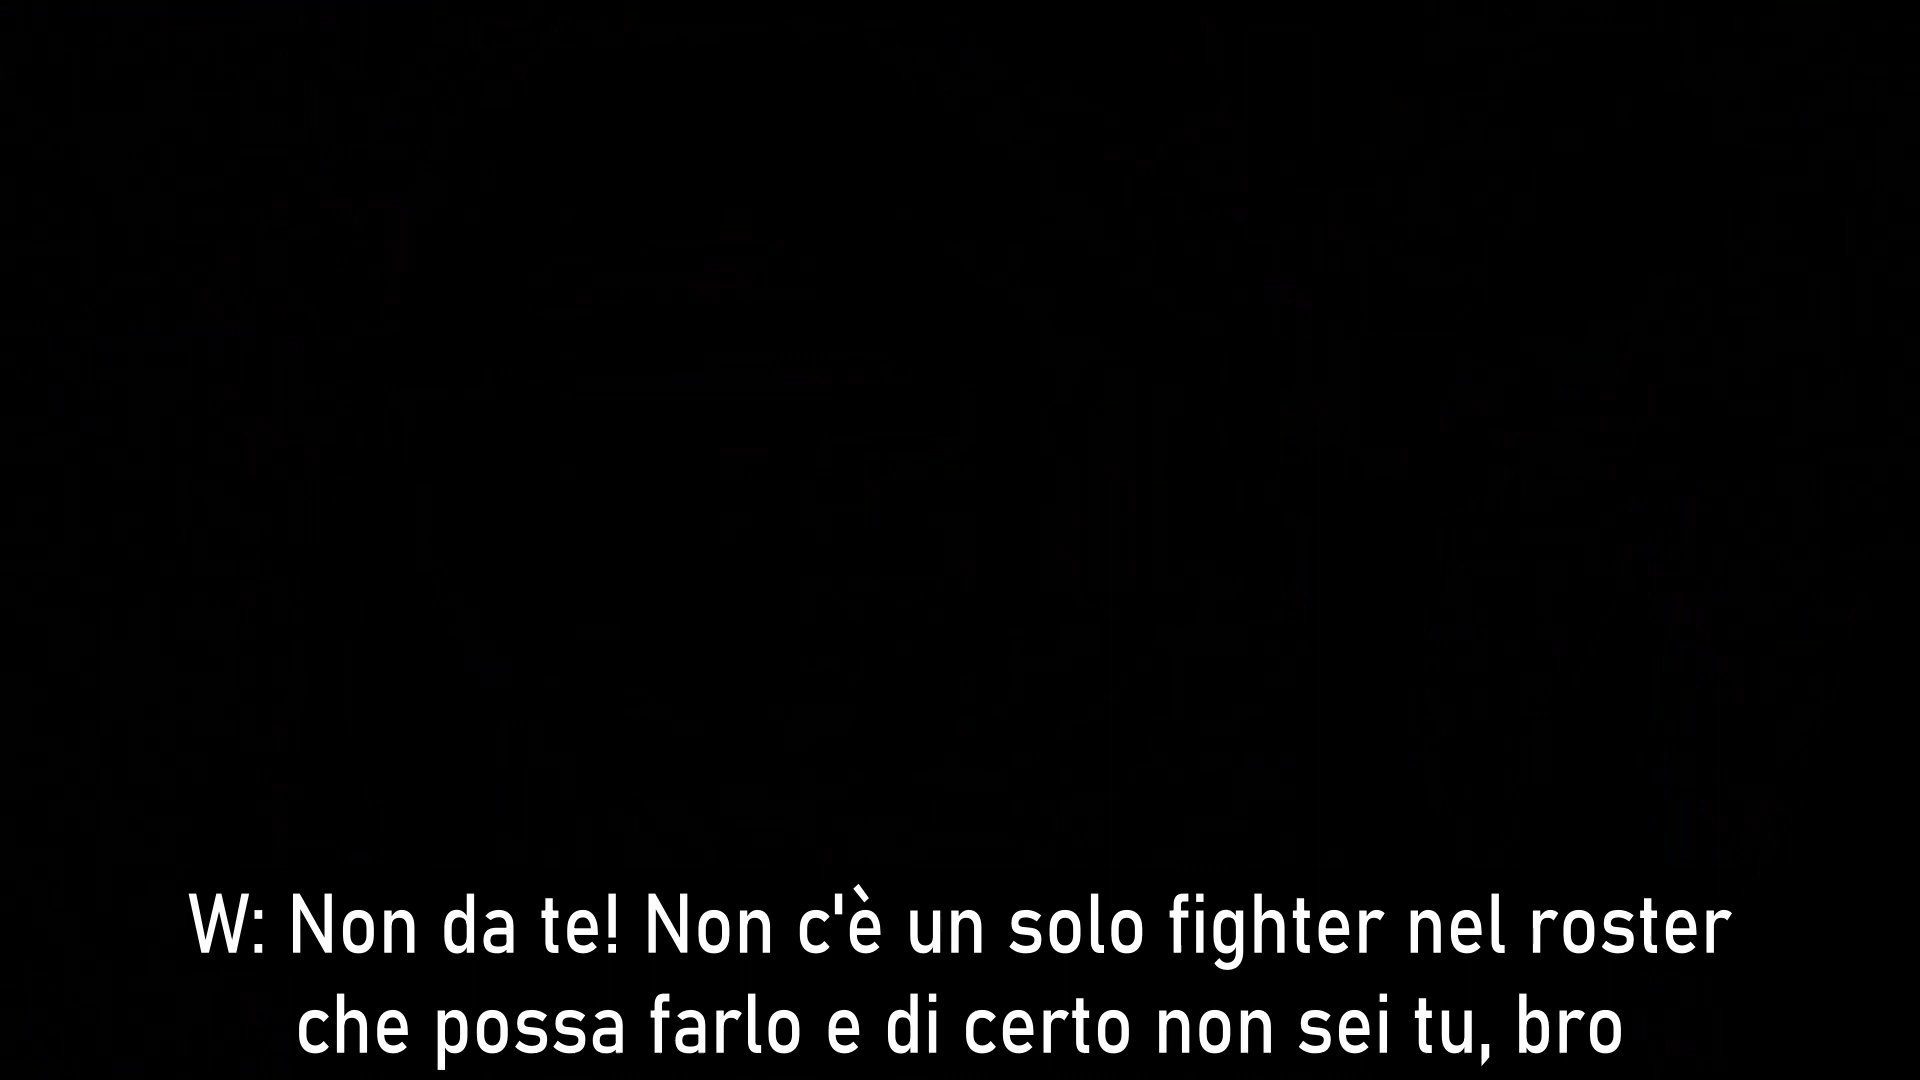 W: Non da te! Non c'è un solo fighter nel roster
che possa farlo e di certo non sei tu, bro